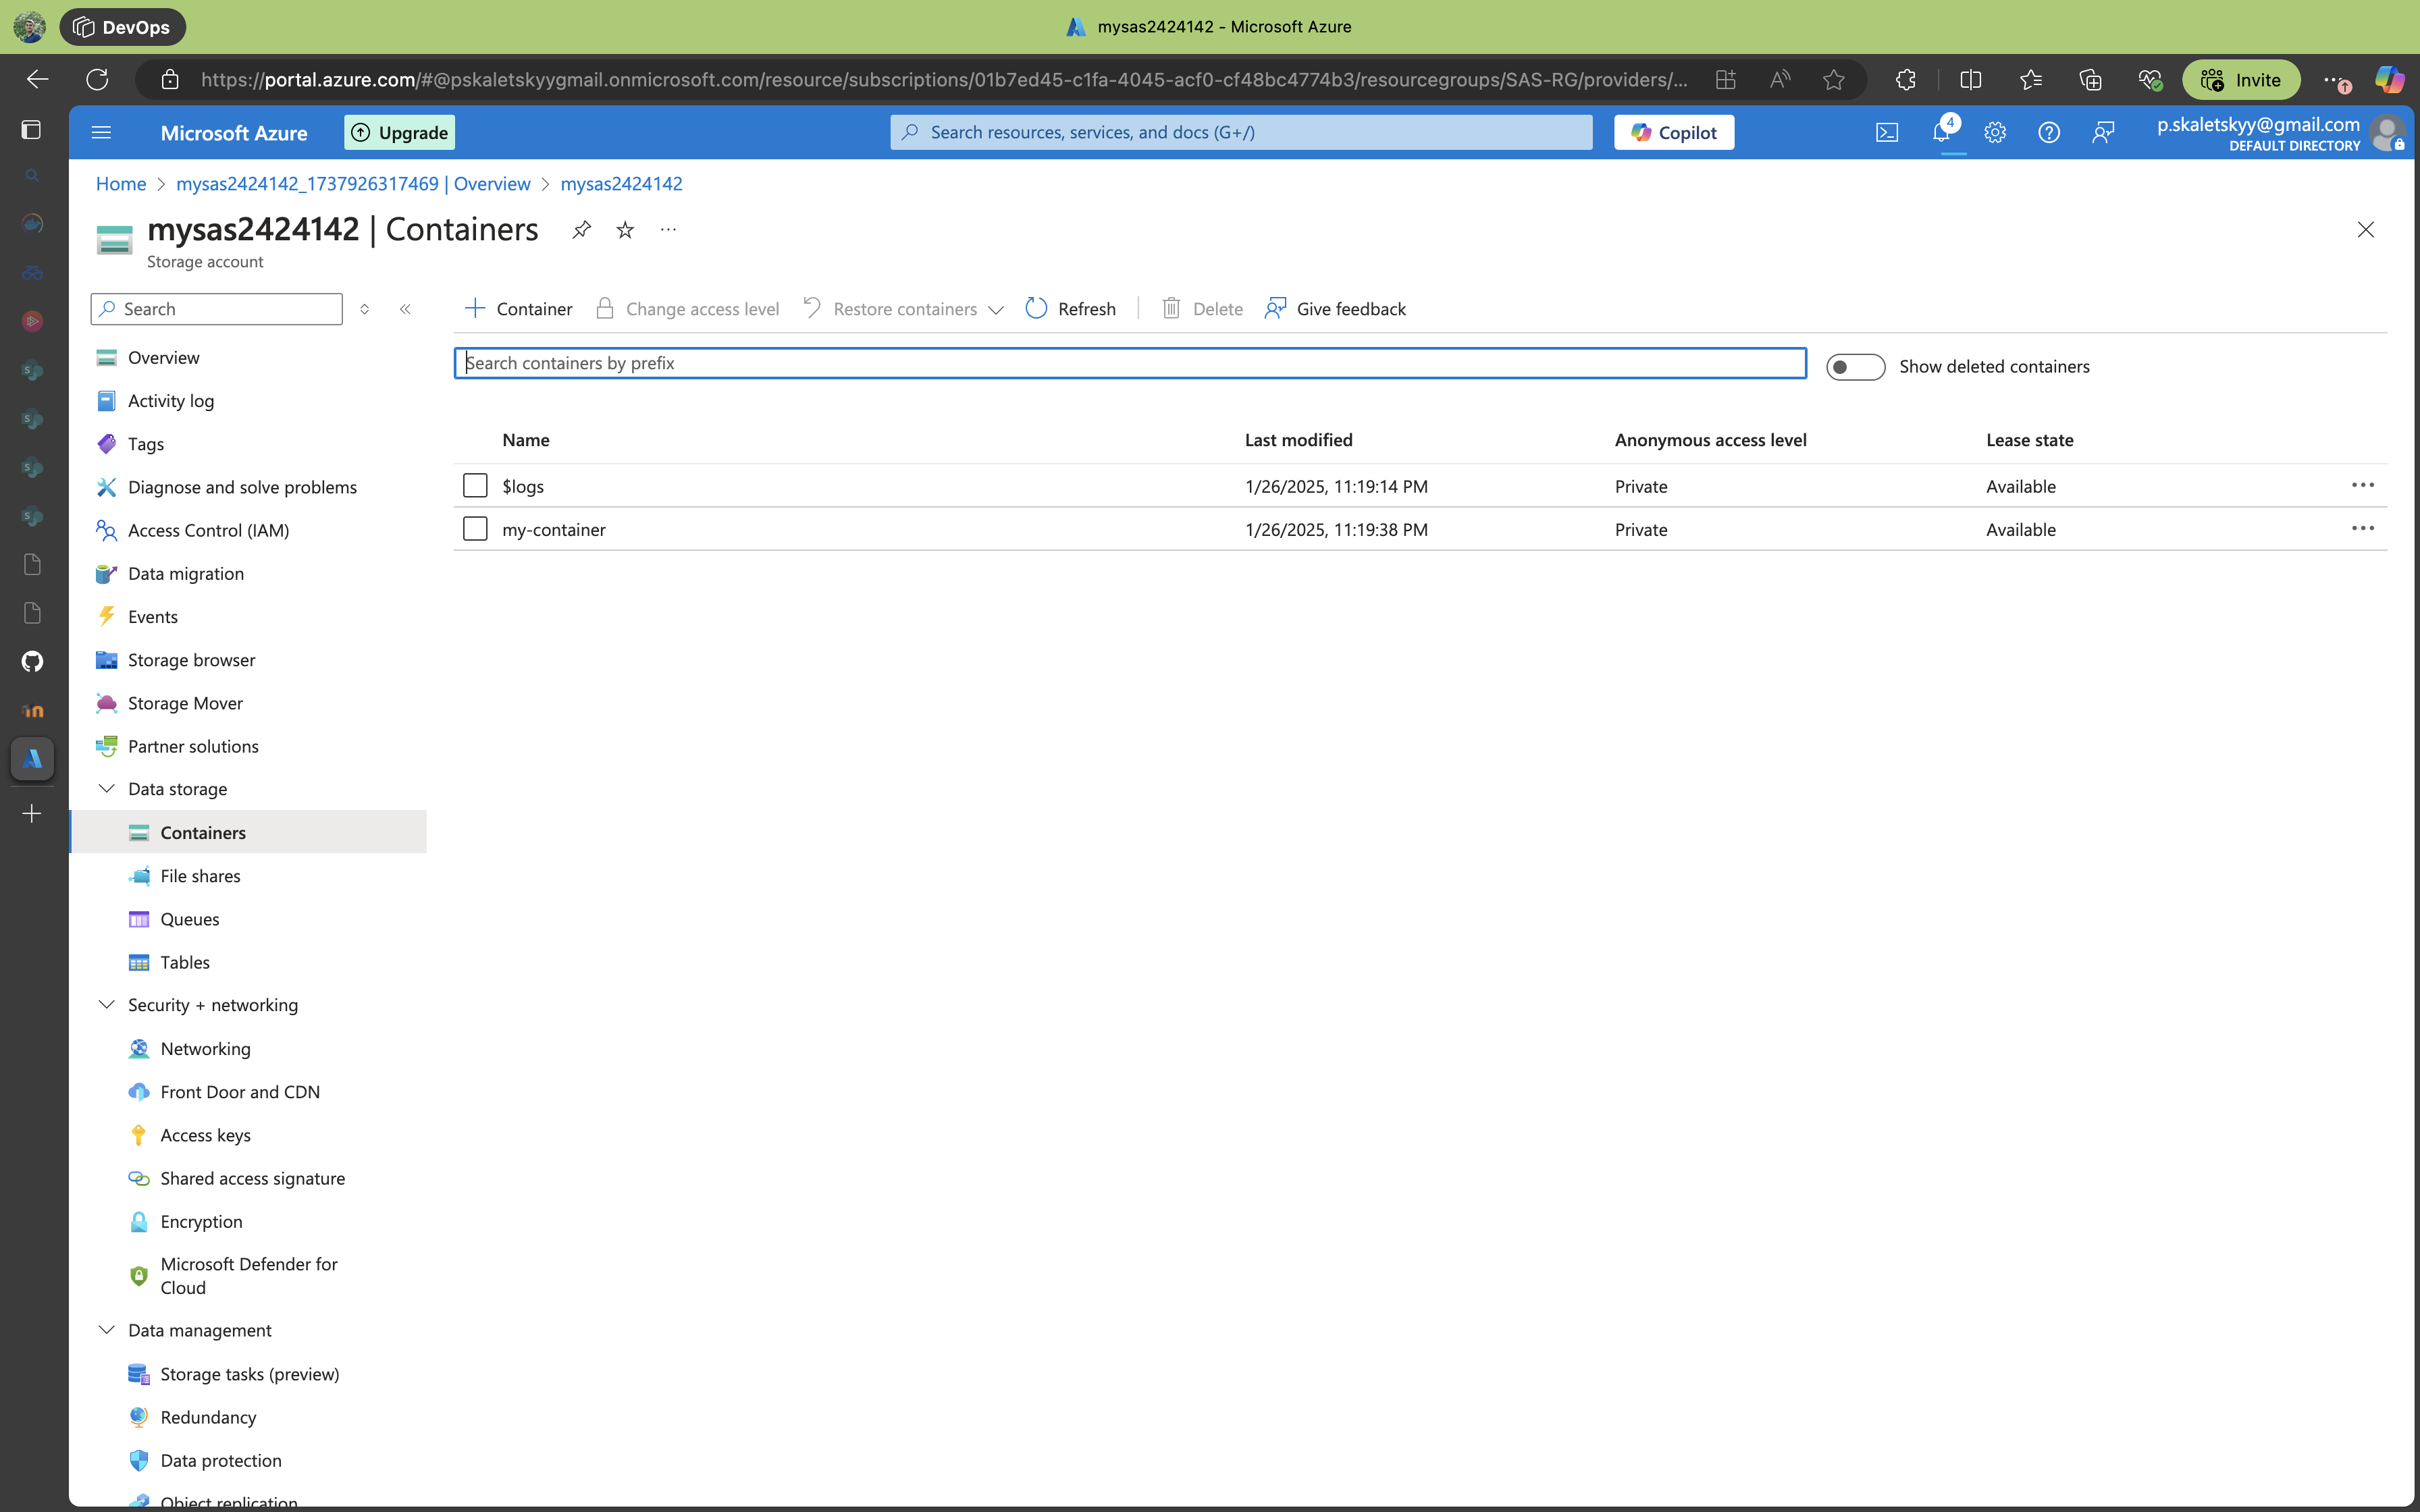 DevOps
mysas2424142 - Microsoft Azure
https://portal.azure.com/#@pskaletskyygmail.onmicrosoft.com/resource/subscriptions/01b7ed45-c1fa-4045-acf0-cf48bc4774b3/resourcegroups/SAS-RG/providers/...
Invite
Microsoft Azure
Upgrade
Search resources, services, and docs (G+/)
Copilot
4
p.skaletskyy@gmail.com
DEFAULT DIRECTORY
Home > mysas2424142_1737926317469 | Overview > mysas2424142
mysas2424142 | Containers
Storage account
Search
Container
Change access level
Restore containers
Refresh
Delete
Give feedback
Search containers by prefix
Show deleted containers
Name Last modified Anonymous access level Lease state
$logs 1/26/2025, 11:19:14 PM Private Available
my-container 1/26/2025, 11:19:38 PM Private Available
Overview
Activity log
Tags
Diagnose and solve problems
Access Control (IAM)
Data migration
Events
Storage browser
Storage Mover
Partner solutions
Data storage
Containers
File shares
Queues
Tables
Security + networking
Networking
Front Door and CDN
Access keys
Shared access signature
Encryption
Microsoft Defender for
Cloud
Data management
Storage tasks (preview)
Redundancy
Data protection
Object replication